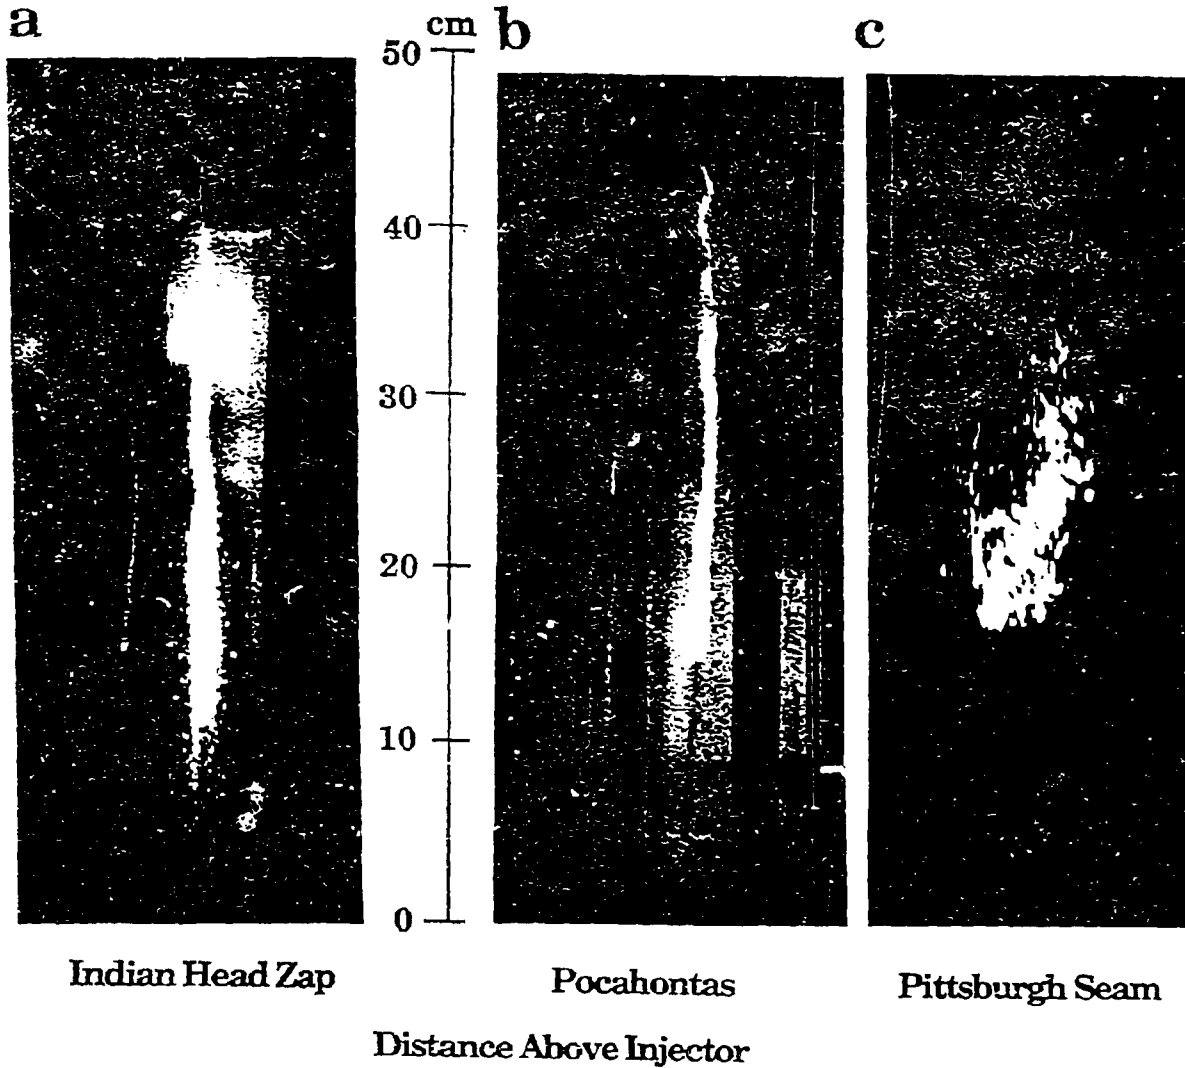 a
cm
b
c
50
40
30
20
10
0
Indian Head Zap
Pocahontas
Pittsburgh Seam
Distance Above Injector